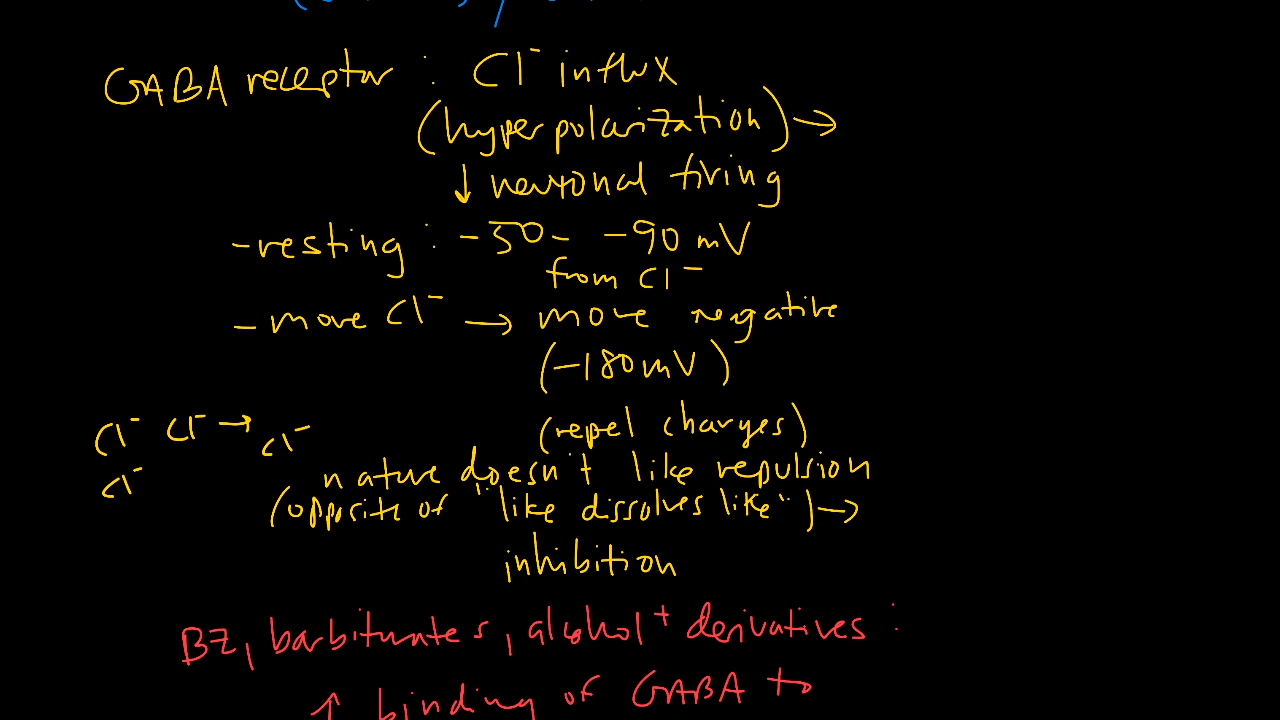 GABA receptor : Cl⁻ influx
(hyperpolarization) →
↓ neuronal firing
- resting : -50 - -90 mV
from Cl⁻
- move Cl⁻ → move negative
(-180mV)
Cl⁻ Cl⁻ → Cl⁻ (repel charges)
Cl⁻ nature doesn't like repulsion
(opposite of "like dissolves like") →
inhibition
BZ, barbiturates, alcohol + derivatives :
↑ binding of GABA to